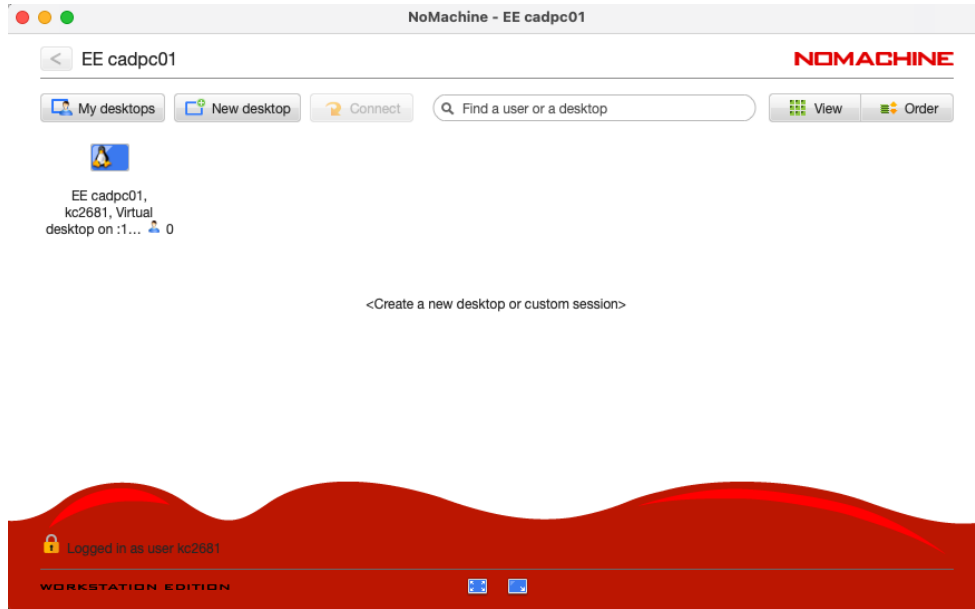 NoMachine - EE cadpc01
< EE cadpc01
NOMACHINE
My desktops New desktop Connect Find a user or a desktop View Order
EE cadpc01,
kc2681, Virtual
desktop on :1... 0
<Create a new desktop or custom session>
Logged in as user kc2681
WORKSTATION EDITION